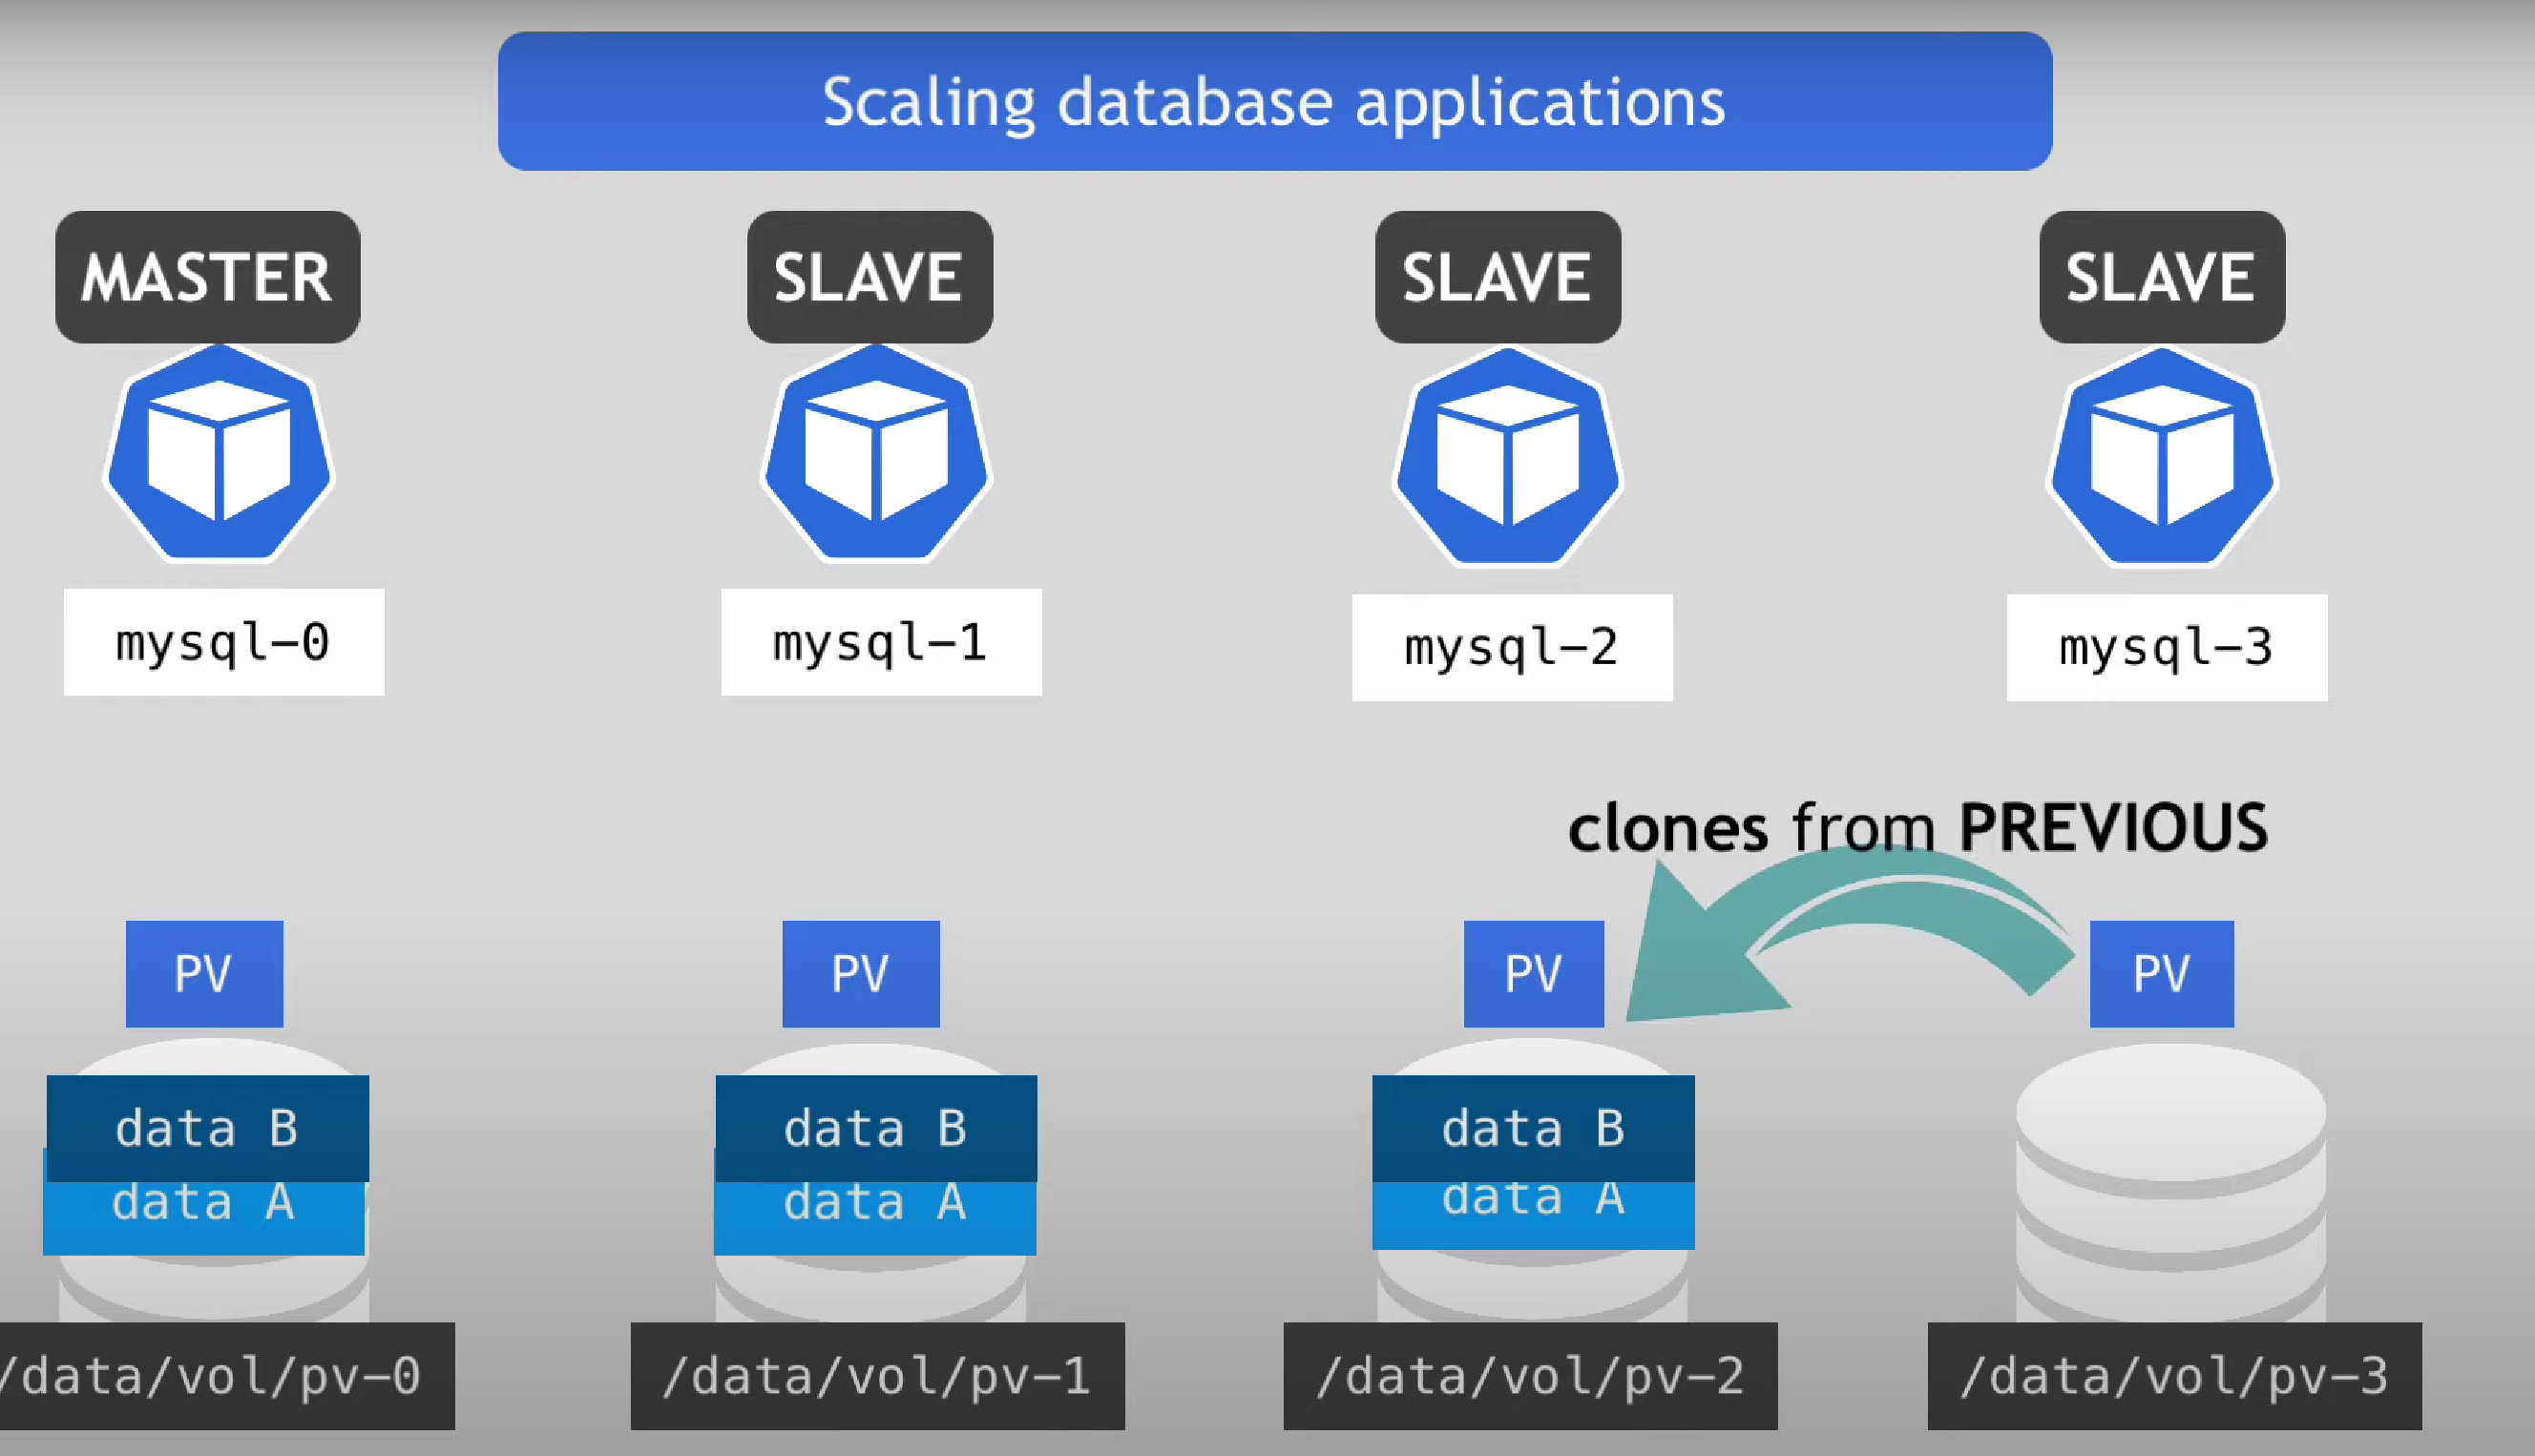 Scaling database applications
MASTER
SLAVE
SLAVE
SLAVE
mysql-0
mysql-1
mysql-2
mysql-3
clones from PREVIOUS
PV
PV
PV
PV
data B
data B
data B
data A
data A
data A
/data/vol/pv-0
/data/vol/pv-1
/data/vol/pv-2
/data/vol/pv-3